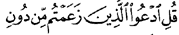 قُلِ ٱدْعُوا۟ ٱلَّذِينَ زَعَمْتُم مِّن دُونِ